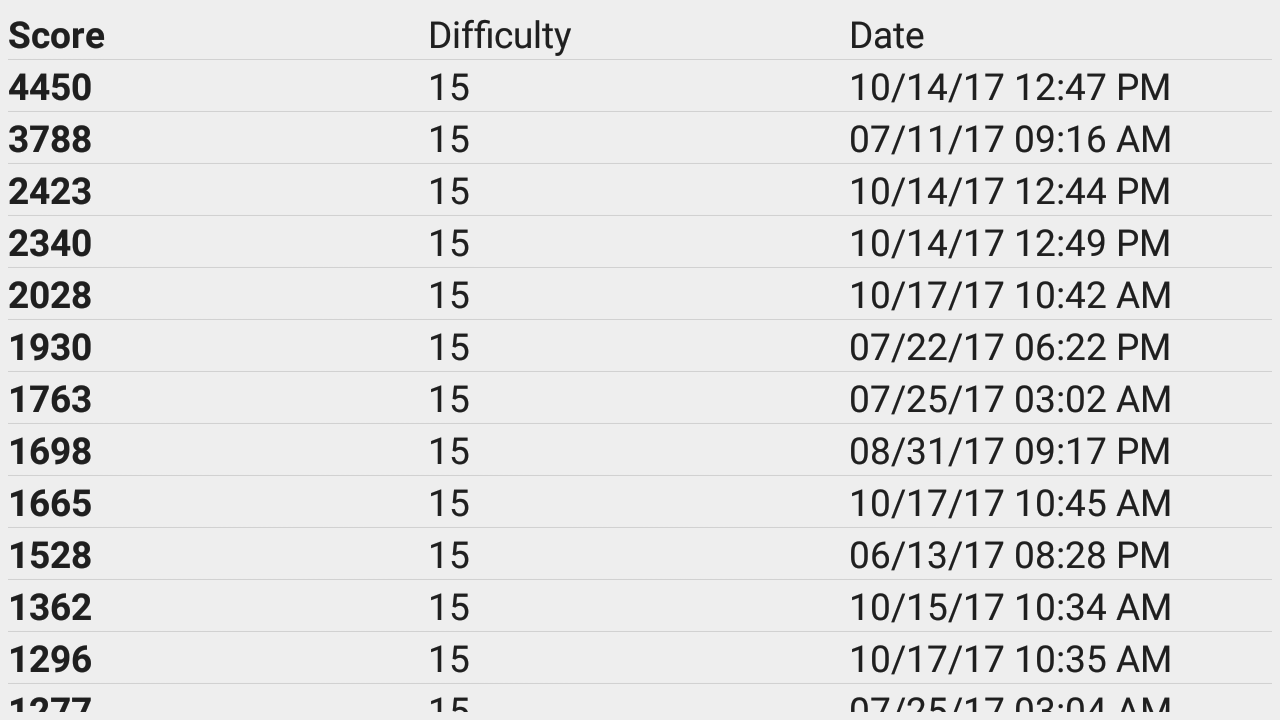 Score Difficulty Date
4450 15 10/14/17 12:47 PM
3788 15 07/11/17 09:16 AM
2423 15 10/14/17 12:44 PM
2340 15 10/14/17 12:49 PM
2028 15 10/17/17 10:42 AM
1930 15 07/22/17 06:22 PM
1763 15 07/25/17 03:02 AM
1698 15 08/31/17 09:17 PM
1665 15 10/17/17 10:45 AM
1528 15 06/13/17 08:28 PM
1362 15 10/15/17 10:34 AM
1296 15 10/17/17 10:35 AM
1277 15 07/25/17 03:04 AM